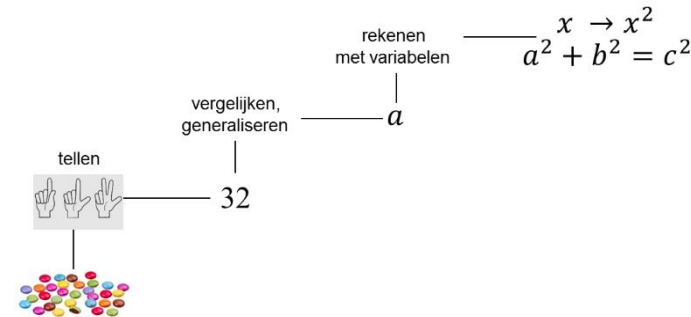 rekenen
met variabelen
x → x²
a² + b² = c²
vergelijken,
generaliseren
a
tellen
32